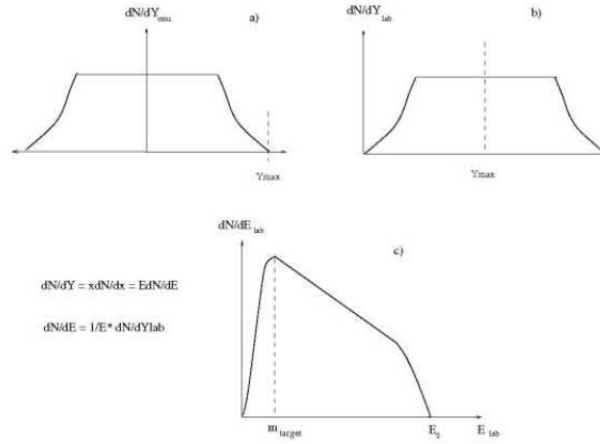 dN/dY cms
a)
Ymax
dN/dY lab
b)
Ymax
dN/dE lab
c)
dN/dY = xdN/dx = EdN/dE
dN/dE = 1/E* dN/dYlab
m target
E0
E lab